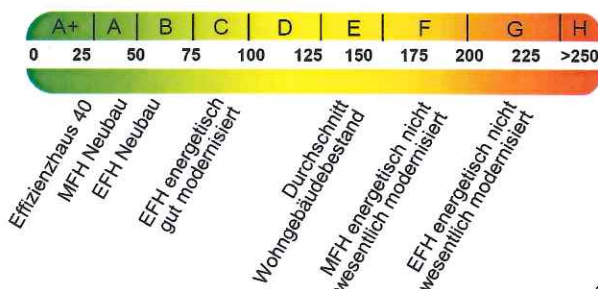 A+ A B C D E F G H
0 25 50 75 100 125 150 175 200 225 >250
Effizienzhaus 40
MFH Neubau
EFH Neubau
EFH energetisch
gut modernisiert
Durchschnitt
Wohngebäudebestand
MFH energetisch nicht
wesentlich modernisiert
EFH energetisch nicht
wesentlich modernisiert